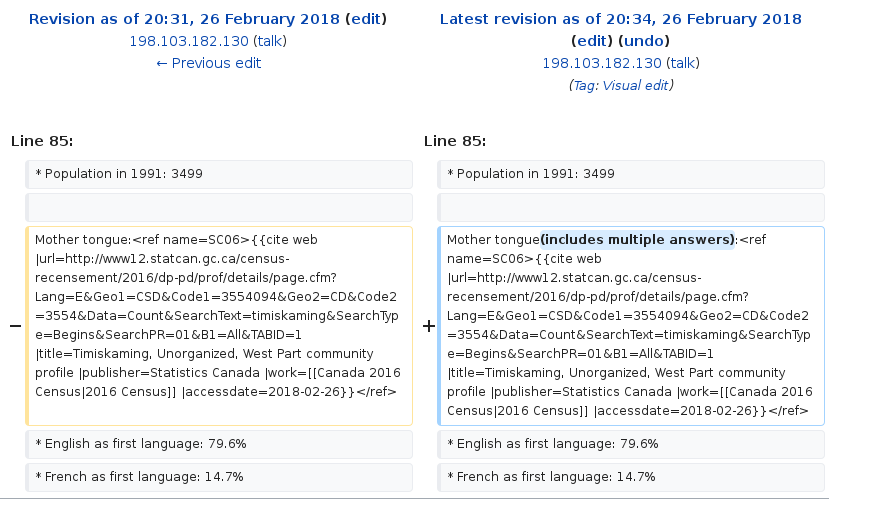 Revision as of 20:31, 26 February 2018 (edit)
198.103.182.130 (talk)
← Previous edit
Latest revision as of 20:34, 26 February 2018
(edit) (undo)
198.103.182.130 (talk)
(Tag: Visual edit)
Line 85:
Line 85:
* Population in 1991: 3499
* Population in 1991: 3499
−
Mother tongue:<ref name=SC06>{{cite web
|url=http://www12.statcan.gc.ca/census-
recensement/2016/dp-pd/prof/details/page.cfm?
Lang=E&Geo1=CSD&Code1=3554094&Geo2=CD&Code2
=3554&Data=Count&SearchText=timiskaming&SearchTyp
e=Begins&SearchPR=01&B1=All&TABID=1
|title=Timiskaming, Unorganized, West Part community
profile |publisher=Statistics Canada |work=[[Canada 2016
Census|2016 Census]] |accessdate=2018-02-26}}</ref>
+
Mother tongue(includes multiple answers):<ref
name=SC06>{{cite web
|url=http://www12.statcan.gc.ca/census-
recensement/2016/dp-pd/prof/details/page.cfm?
Lang=E&Geo1=CSD&Code1=3554094&Geo2=CD&Code2
=3554&Data=Count&SearchText=timiskaming&SearchTyp
e=Begins&SearchPR=01&B1=All&TABID=1
|title=Timiskaming, Unorganized, West Part community
profile |publisher=Statistics Canada |work=[[Canada 2016
Census|2016 Census]] |accessdate=2018-02-26}}</ref>
* English as first language: 79.6%
* English as first language: 79.6%
* French as first language: 14.7%
* French as first language: 14.7%